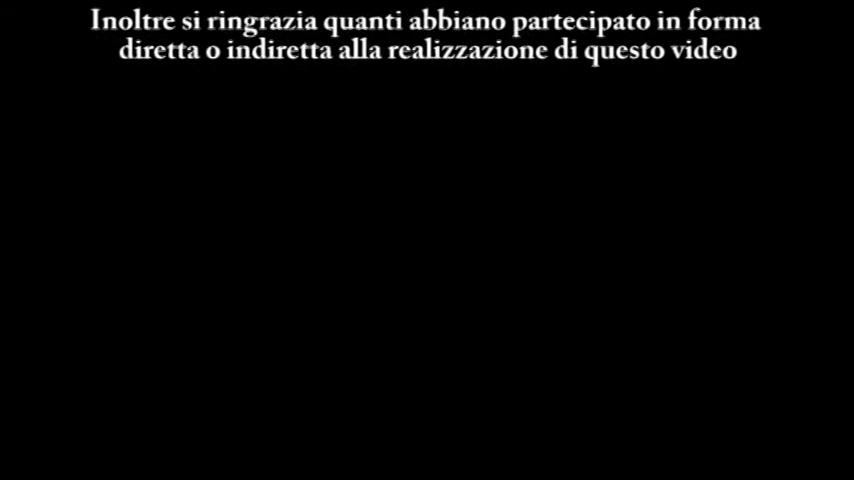 Inoltre si ringrazia quanti abbiano partecipato in forma
diretta o indiretta alla realizzazione di questo video